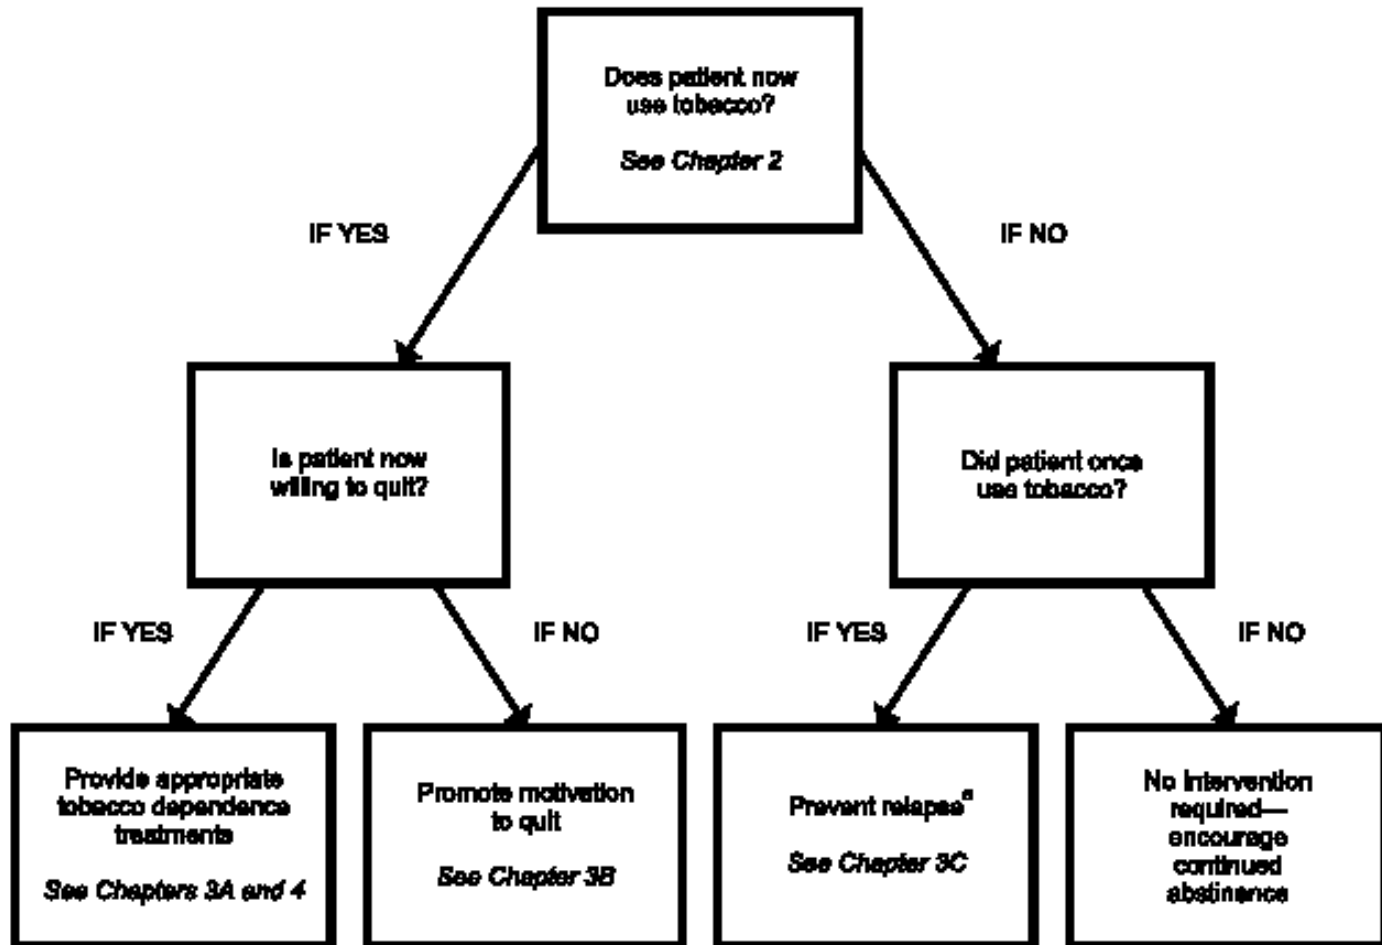 Does patient now
use tobacco?
See Chapter 2
IF YES
IF NO
Is patient now
willing to quit?
Did patient once
use tobacco?
IF YES
IF NO
IF YES
IF NO
Provide appropriate
tobacco dependence
treatments
See Chapters 3A and 4
Promote motivation
to quit
See Chapter 3B
Prevent relapseᵃ
See Chapter 3C
No intervention
required—
encourage
continued
abstinence